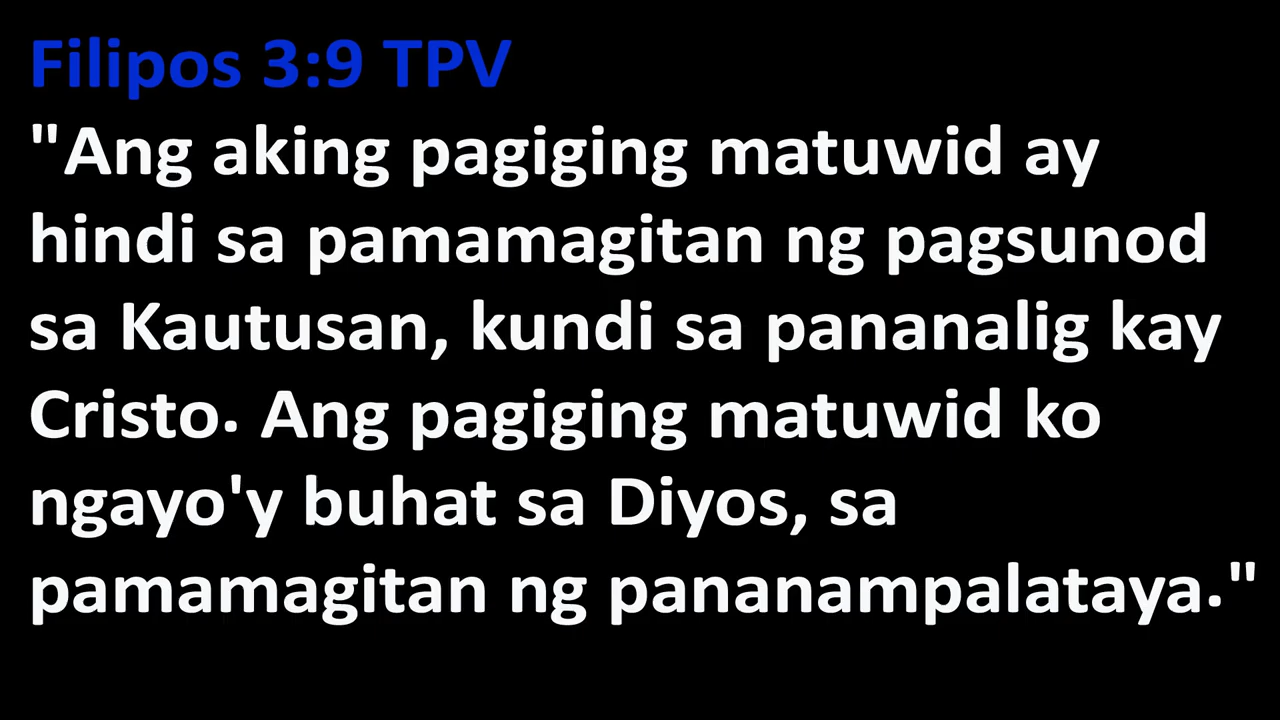 Filipos 3:9 TPV
"Ang aking pagiging matuwid ay
hindi sa pamamagitan ng pagsunod
sa Kautusan, kundi sa pananalig kay
Cristo. Ang pagiging matuwid ko
ngayo'y buhat sa Diyos, sa
pamamagitan ng pananampalataya."